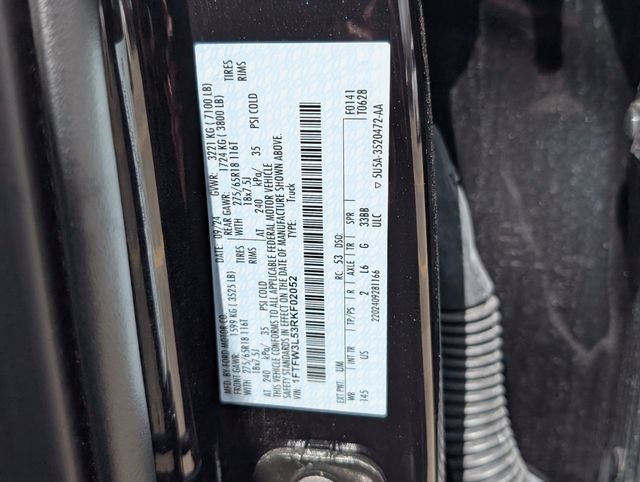 MFD. BY FORD MOTOR CO.
DATE: 09/24 GVWR: 3221 KG ( 7100 LB)
FRONT GAWR: 1599 KG ( 3525 LB) REAR GAWR: 1724 KG ( 3800 LB)
WITH 275/65R18 116T TIRES WITH 275/65R18 116T TIRES
18x7.5J RIMS 18x7.5J RIMS
AT 240 kPa/ 35 PSI COLD AT 240 kPa/ 35 PSI COLD
THIS VEHICLE CONFORMS TO ALL APPLICABLE FEDERAL MOTOR VEHICLE
SAFETY STANDARDS IN EFFECT ON THE DATE OF MANUFACTURE SHOWN ABOVE.
VIN: 1FTFW3L53RKF02052 TYPE: Truck
F0141
EXT PNT: UM RC: 53 DSO: T0628
WB INT TR TP/PS R AXLE TR SPR
145 US 2 L6 G 33BB
ULC
2202409281166 ▽ 5U5A-3520472-AA